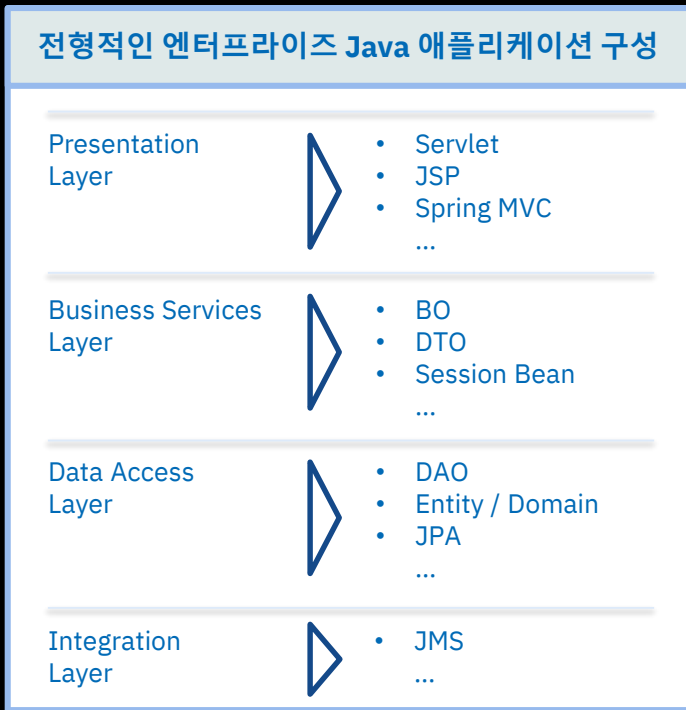 전형적인 엔터프라이즈 Java 애플리케이션 구성
Presentation
Layer
• Servlet
• JSP
• Spring MVC
...
Business Services
Layer
• BO
• DTO
• Session Bean
...
Data Access
Layer
• DAO
• Entity / Domain
• JPA
...
Integration
Layer
• JMS
...